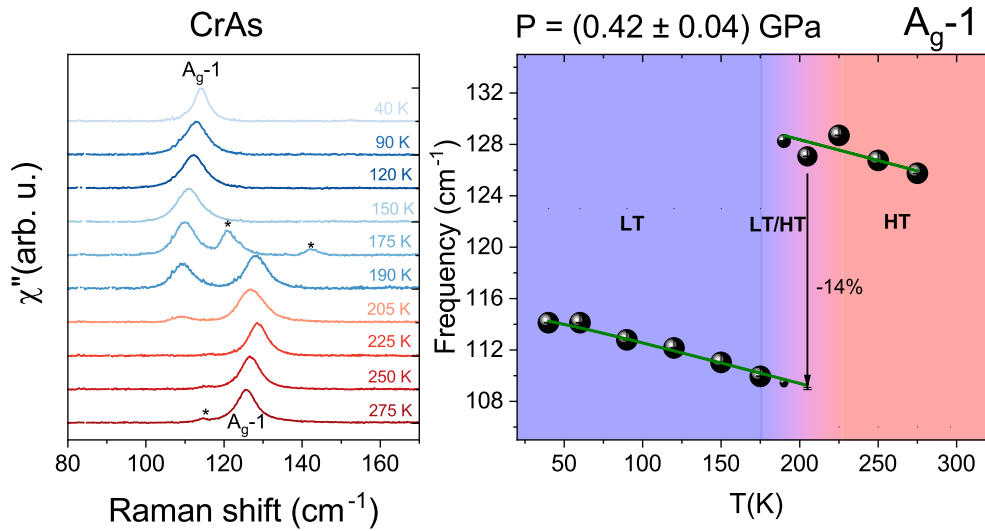 CrAs
A_g-1
40 K
90 K
120 K
150 K
175 K
* *
190 K
205 K
225 K
250 K
275 K
*
A_g-1
80 100 120 140 160
Raman shift (cm⁻¹)
χ"(arb. u.)
P = (0.42 ± 0.04) GPa
A_g-1
132
128
124
120
116
112
108
Frequency (cm⁻¹)
LT
LT/HT
HT
-14%
50 100 150 200 250 300
T(K)